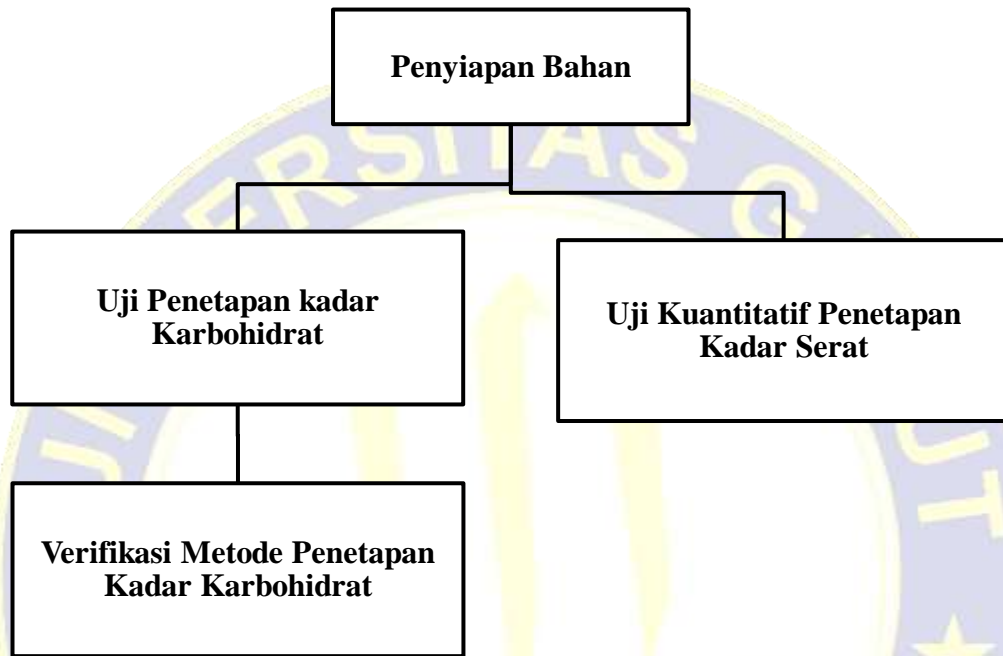 Penyiapan Bahan
Uji Penetapan kadar
Karbohidrat
Uji Kuantitatif Penetapan
Kadar Serat
Verifikasi Metode Penetapan
Kadar Karbohidrat